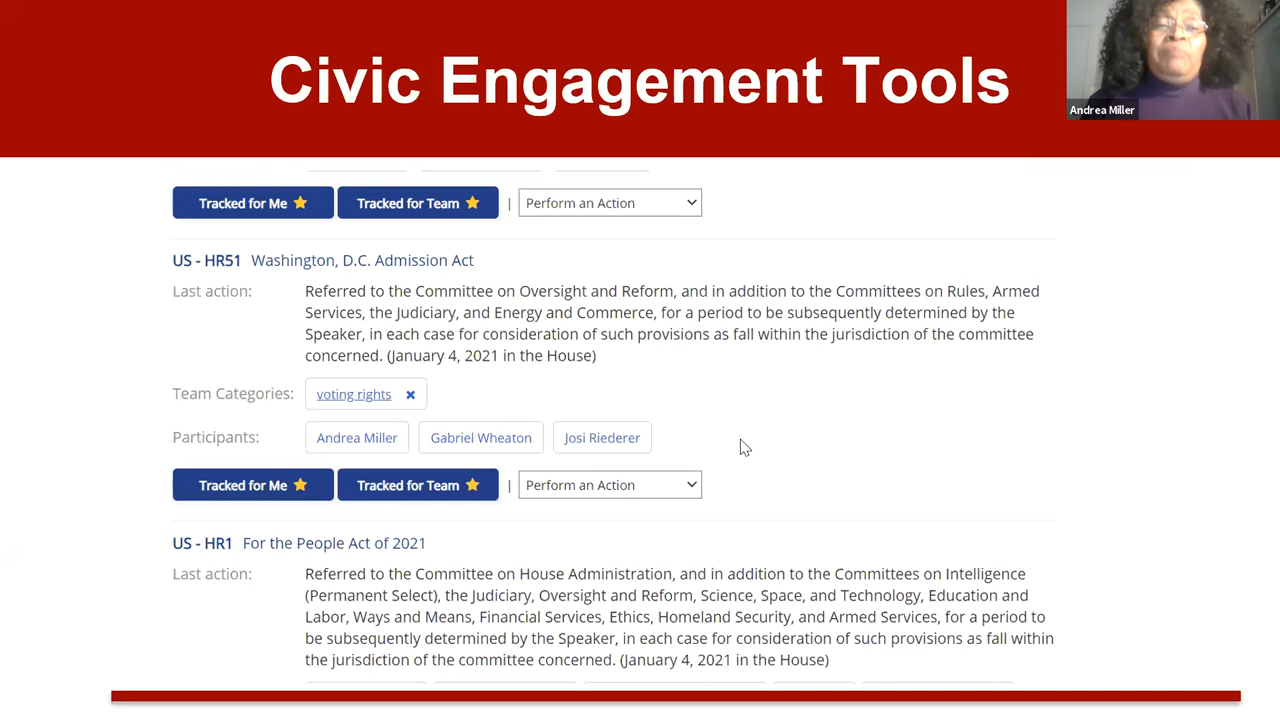 Civic Engagement Tools
Andrea Miller
Tracked for Me
Tracked for Team
|
Perform an Action
US - HR51 Washington, D.C. Admission Act
Last action:
Referred to the Committee on Oversight and Reform, and in addition to the Committees on Rules, Armed
Services, the Judiciary, and Energy and Commerce, for a period to be subsequently determined by the
Speaker, in each case for consideration of such provisions as fall within the jurisdiction of the committee
concerned. (January 4, 2021 in the House)
Team Categories:
voting rights ×
Participants:
Andrea Miller
Gabriel Wheaton
Josi Riederer
Tracked for Me
Tracked for Team
|
Perform an Action
US - HR1 For the People Act of 2021
Last action:
Referred to the Committee on House Administration, and in addition to the Committees on Intelligence
(Permanent Select), the Judiciary, Oversight and Reform, Science, Space, and Technology, Education and
Labor, Ways and Means, Financial Services, Ethics, Homeland Security, and Armed Services, for a period to
be subsequently determined by the Speaker, in each case for consideration of such provisions as fall within
the jurisdiction of the committee concerned. (January 4, 2021 in the House)